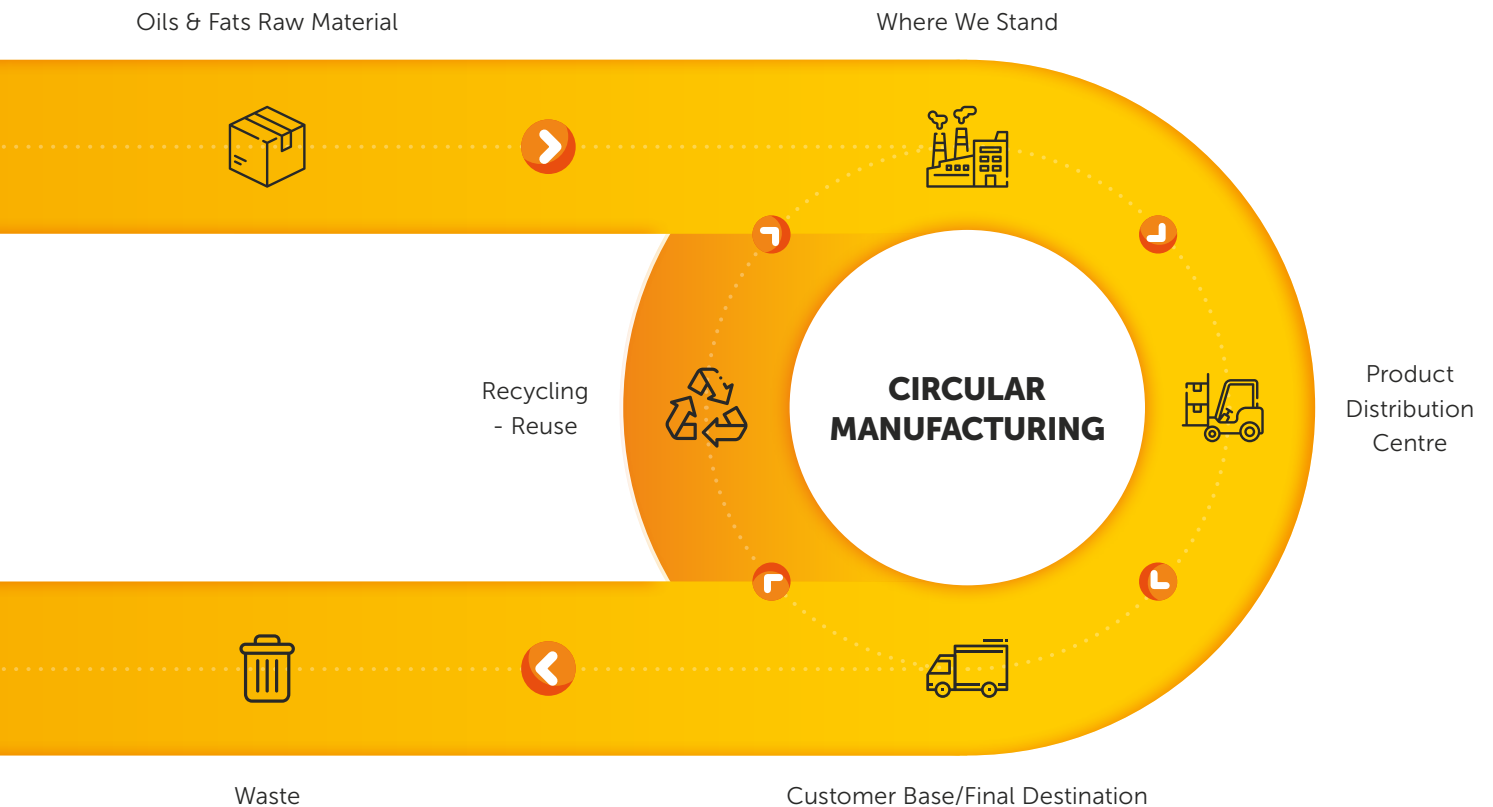 Oils & Fats Raw Material
Where We Stand
Recycling
- Reuse
CIRCULAR
MANUFACTURING
Product
Distribution
Centre
Waste
Customer Base/Final Destination